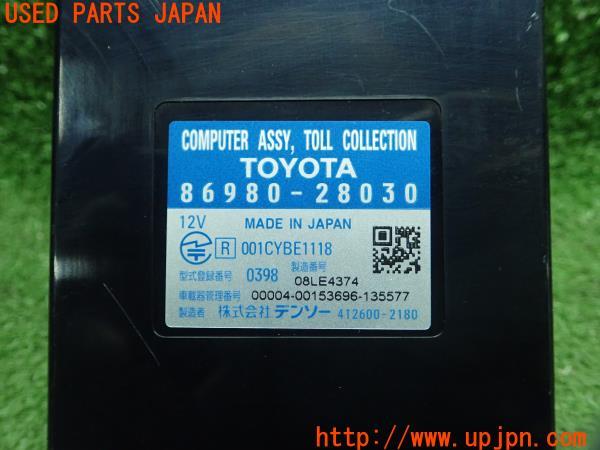 USED PARTS JAPAN
COMPUTER ASSY, TOLL COLLECTION
TOYOTA
86980-28030
12V MADE IN JAPAN
R 001CYBE1118
型式登録番号 0398 製造番号 08LE4374
車載器管理番号 00004-00153696-135577
製造者 株式会社 デンソー 412600-2180
http://www.upjpn.com